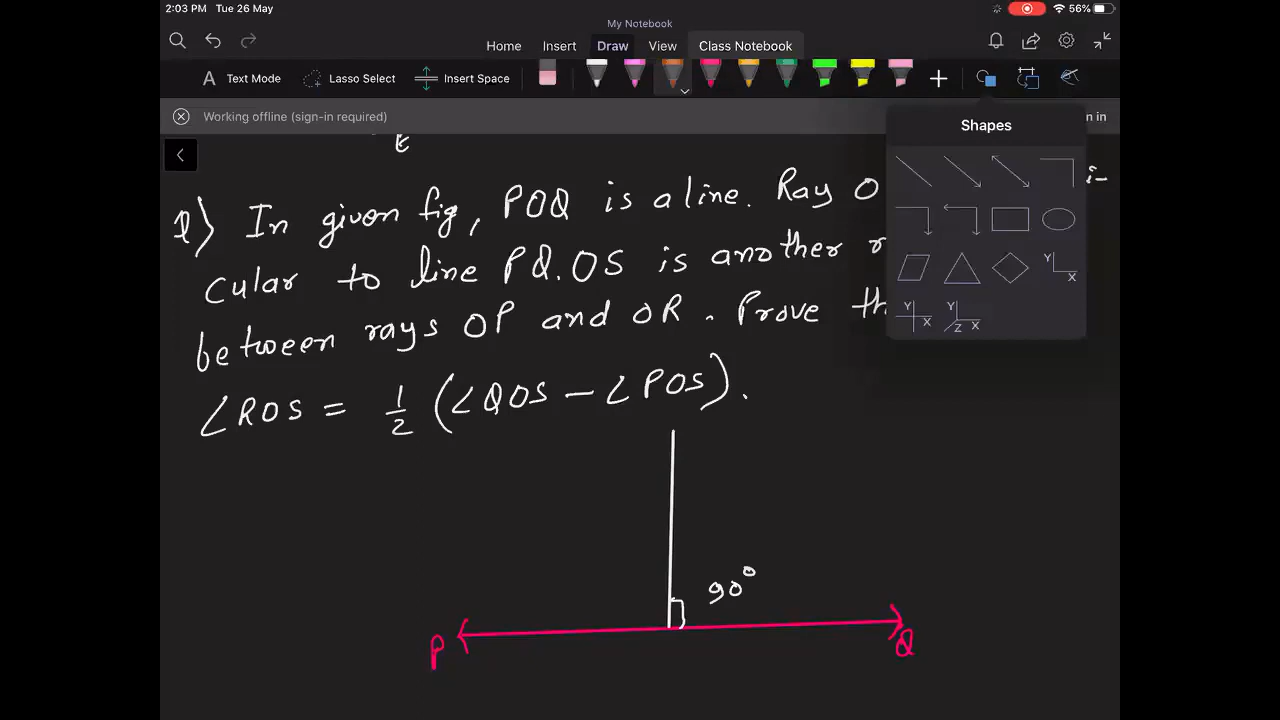 2:03 PM Tue 26 May
56%
My Notebook
Home Insert Draw View Class Notebook
A Text Mode Lasso Select Insert Space
Working offline (sign-in required)
n in
Shapes
Y
X
Y
X
Y
Z X
E
Q) In given fig, POQ is a line. Ray O
cular to line PQ. OS is another r
between rays OP and OR. Prove th
∠ROS = 1/2 (∠QOS - ∠POS).
90°
P
Q